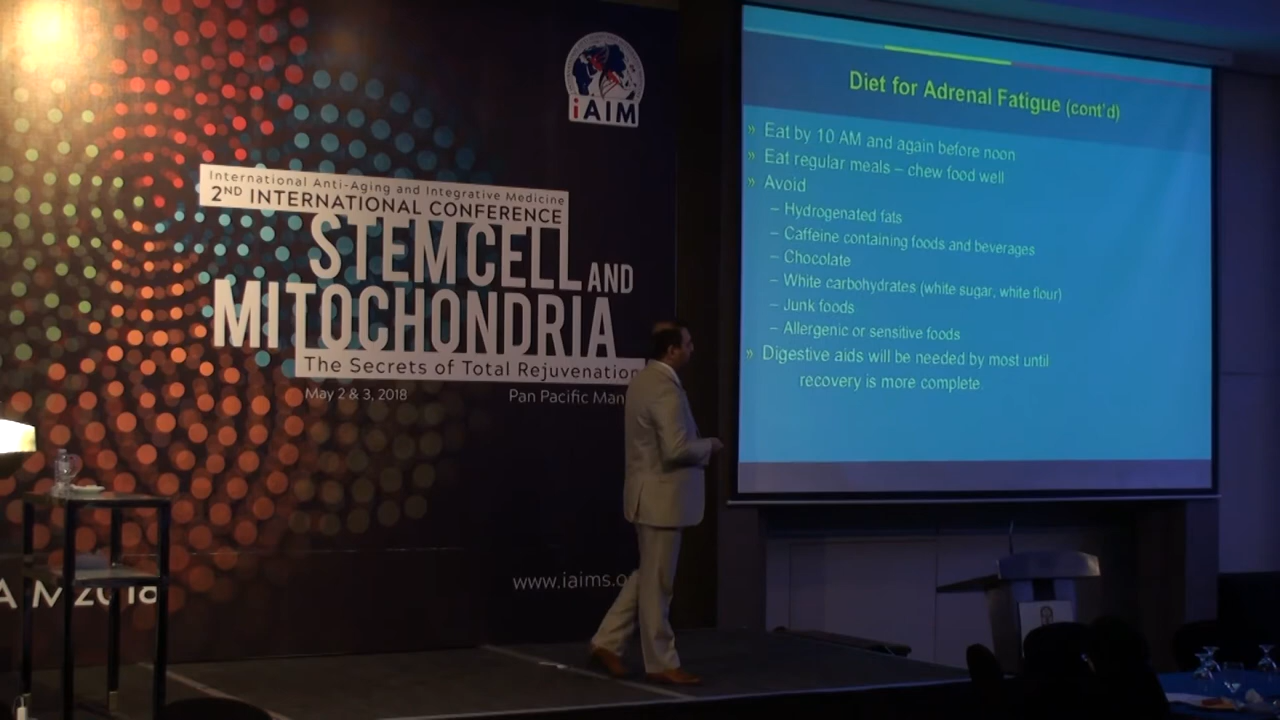 iAIM
International Anti-Aging and Integrative Medicine
2ND INTERNATIONAL CONFERENCE
STEMCELL AND
MITOCHONDRIA
The Secrets of Total Rejuvenation
May 2 & 3, 2018
Pan Pacific Man
www.iaims.o
AIM2018
Diet for Adrenal Fatigue (cont'd)
» Eat by 10 AM and again before noon
» Eat regular meals – chew food well
» Avoid
– Hydrogenated fats
– Caffeine containing foods and beverages
– Chocolate
– White carbohydrates (white sugar, white flour)
– Junk foods
– Allergenic or sensitive foods
» Digestive aids will be needed by most until
recovery is more complete